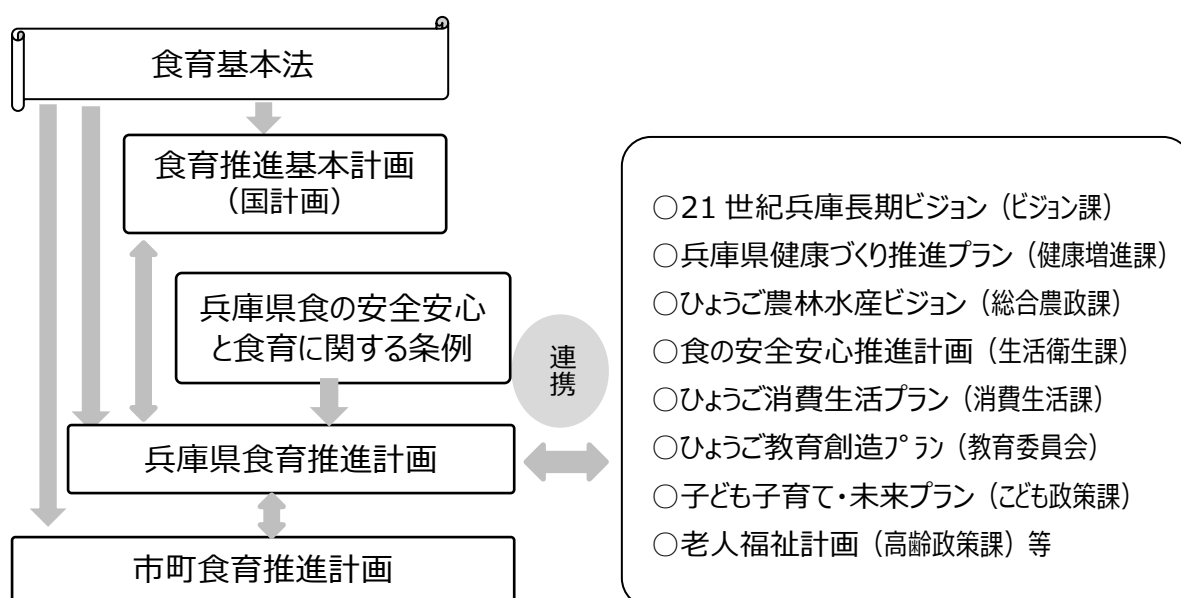 食育基本法
食育推進基本計画
（国計画）
兵庫県食の安全安心
と食育に関する条例
連携
兵庫県食育推進計画
市町食育推進計画
○21 世紀兵庫長期ビジョン（ビジョン課）
○兵庫県健康づくり推進プラン（健康増進課）
○ひょうご農林水産ビジョン（総合農政課）
○食の安全安心推進計画（生活衛生課）
○ひょうご消費生活プラン（消費生活課）
○ひょうご教育創造プラン（教育委員会）
○子ども子育て・未来プラン（こども政策課）
○老人福祉計画（高齢政策課）等